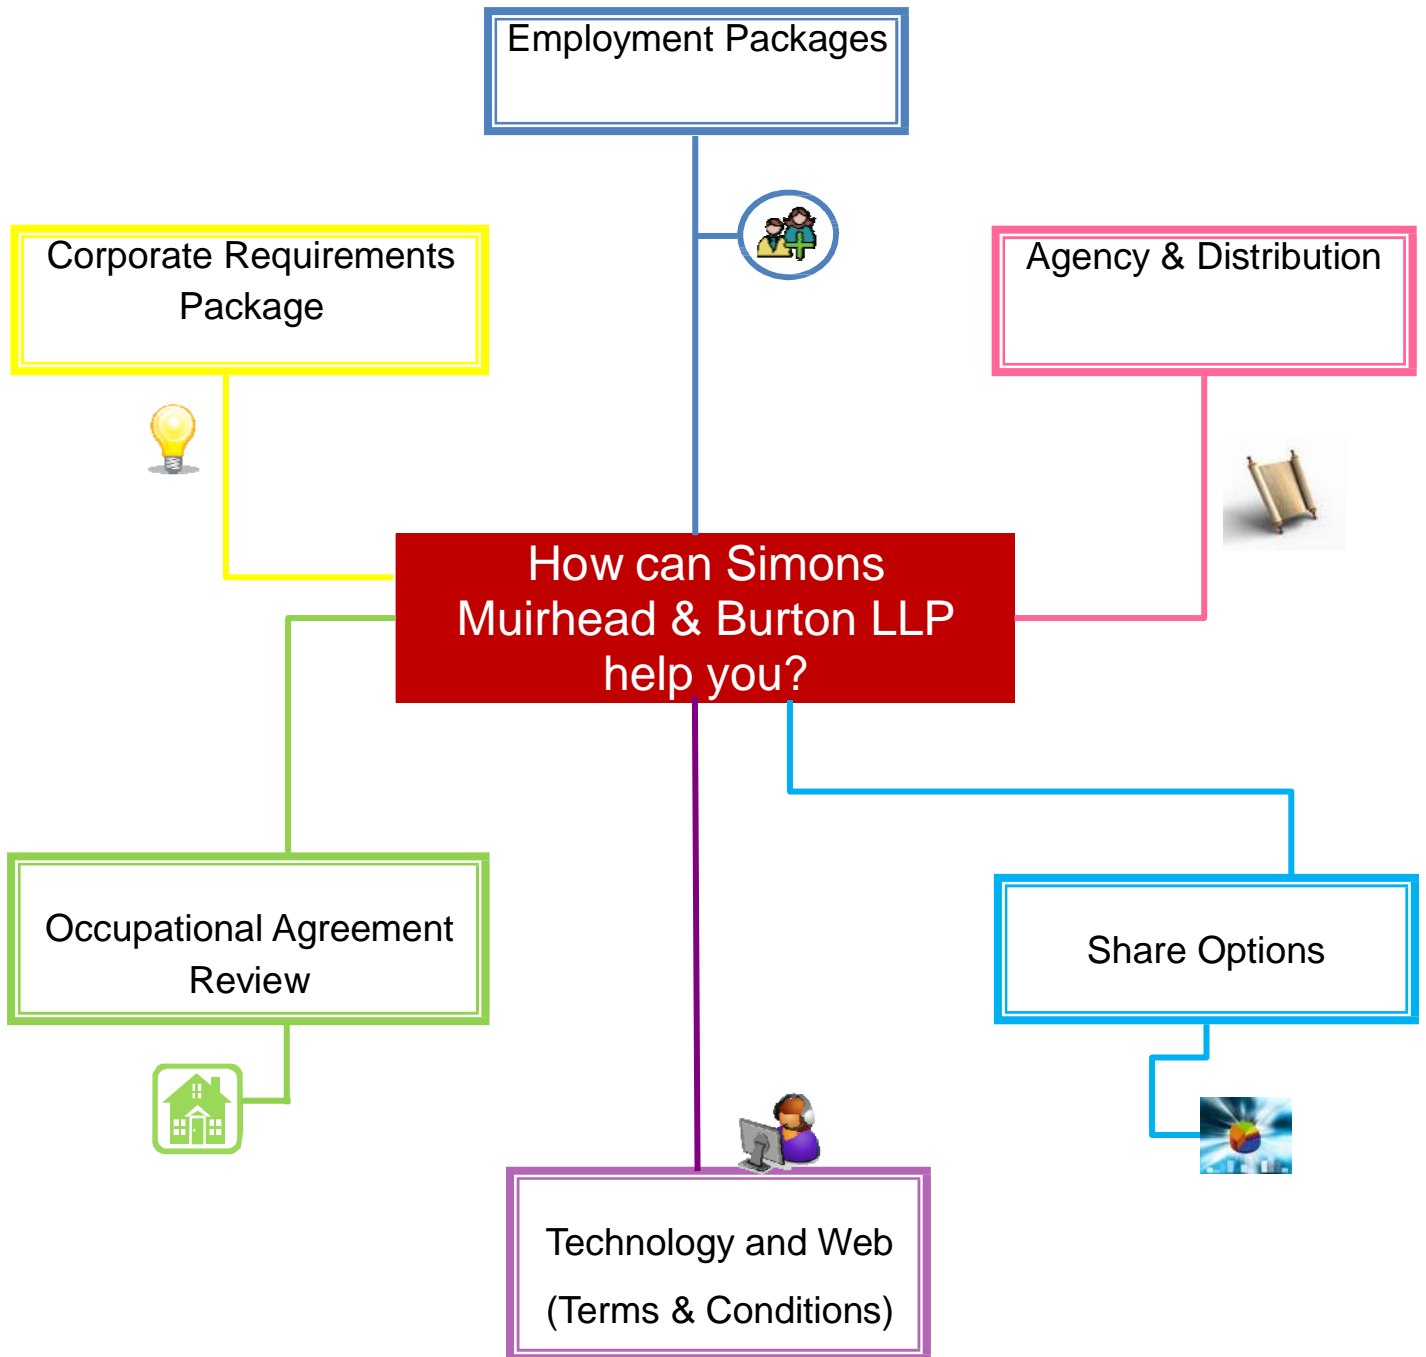 Employment Packages
Corporate Requirements
Package
Agency & Distribution
How can Simons
Muirhead & Burton LLP
help you?
Occupational Agreement
Review
Share Options
Technology and Web
(Terms & Conditions)